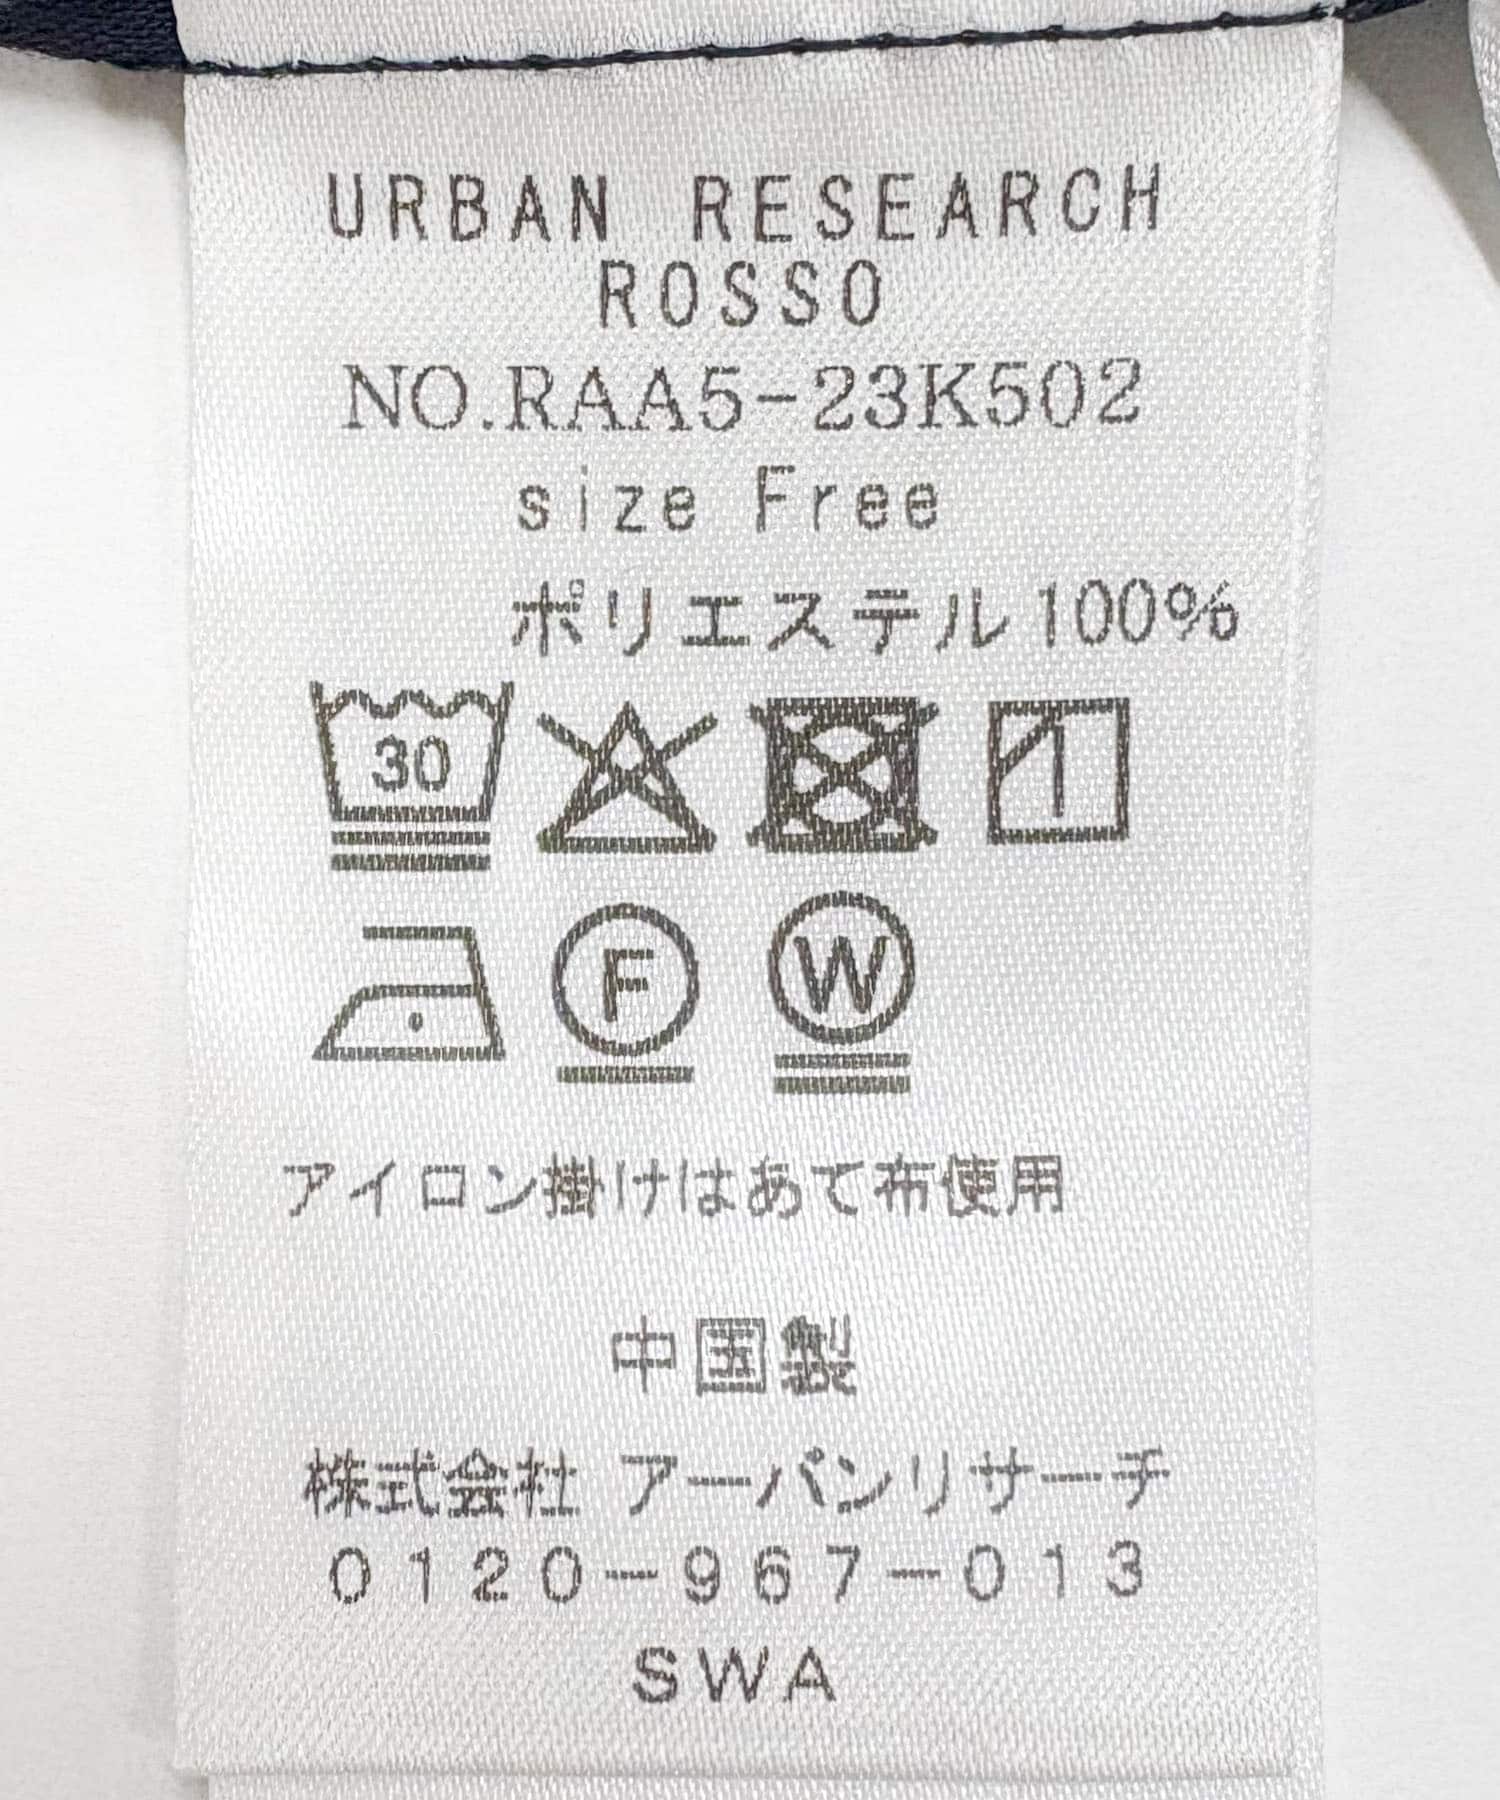 URBAN RESEARCH
ROSSO
NO.RAA5-23K502
size Free
ポリエステル100%
30
F W
アイロン掛けはあて布使用
中国製
株式会社 アーバンリサーチ
0120-967-013
SWA